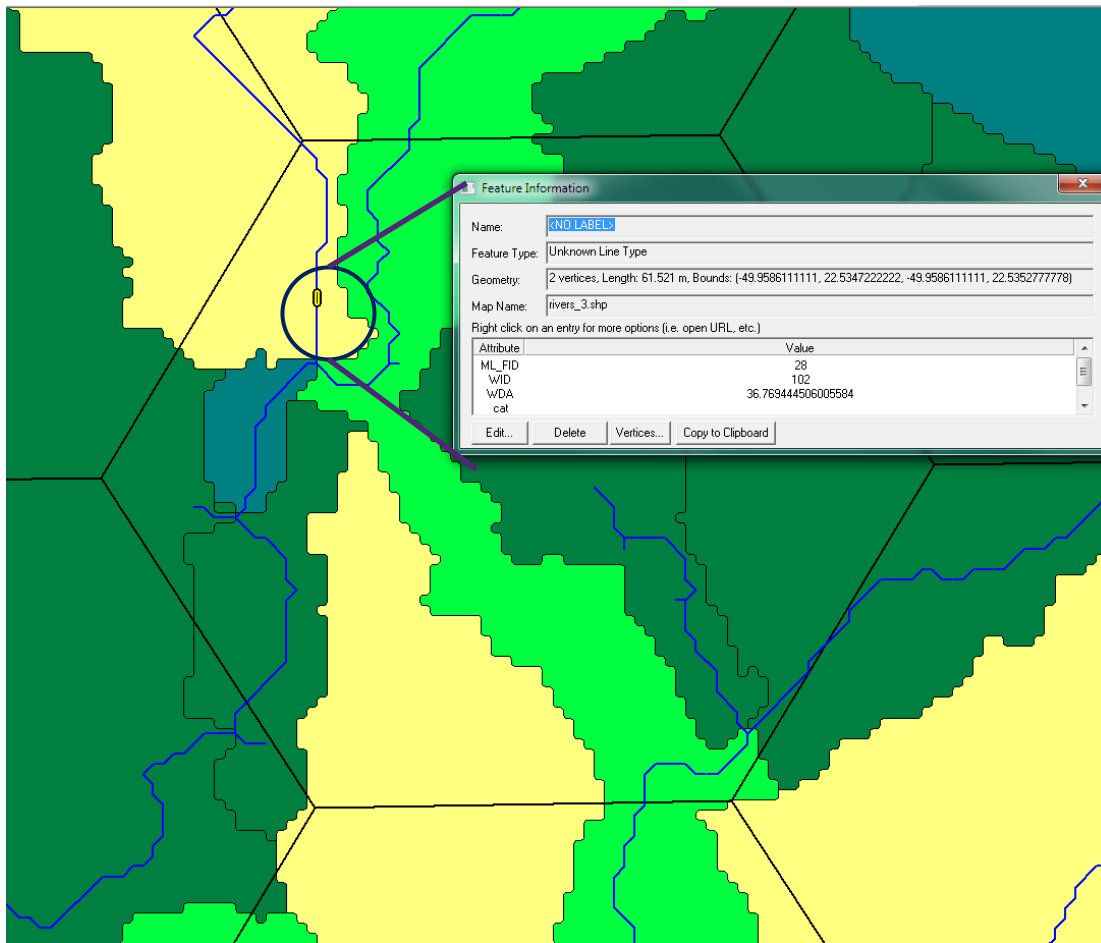 Feature Information
Name: <NO LABEL>
Feature Type: Unknown Line Type
Geometry: 2 vertices, Length: 61.521 m, Bounds: (-49.9586111111, 22.5347222222, -49.9586111111, 22.5352777778)
Map Name: rivers_3.shp
Right click on an entry for more options (i.e. open URL, etc.)
Attribute Value
ML_FID 28
WID 102
WDA 36.769444506005584
cat
Edit... Delete Vertices... Copy to Clipboard